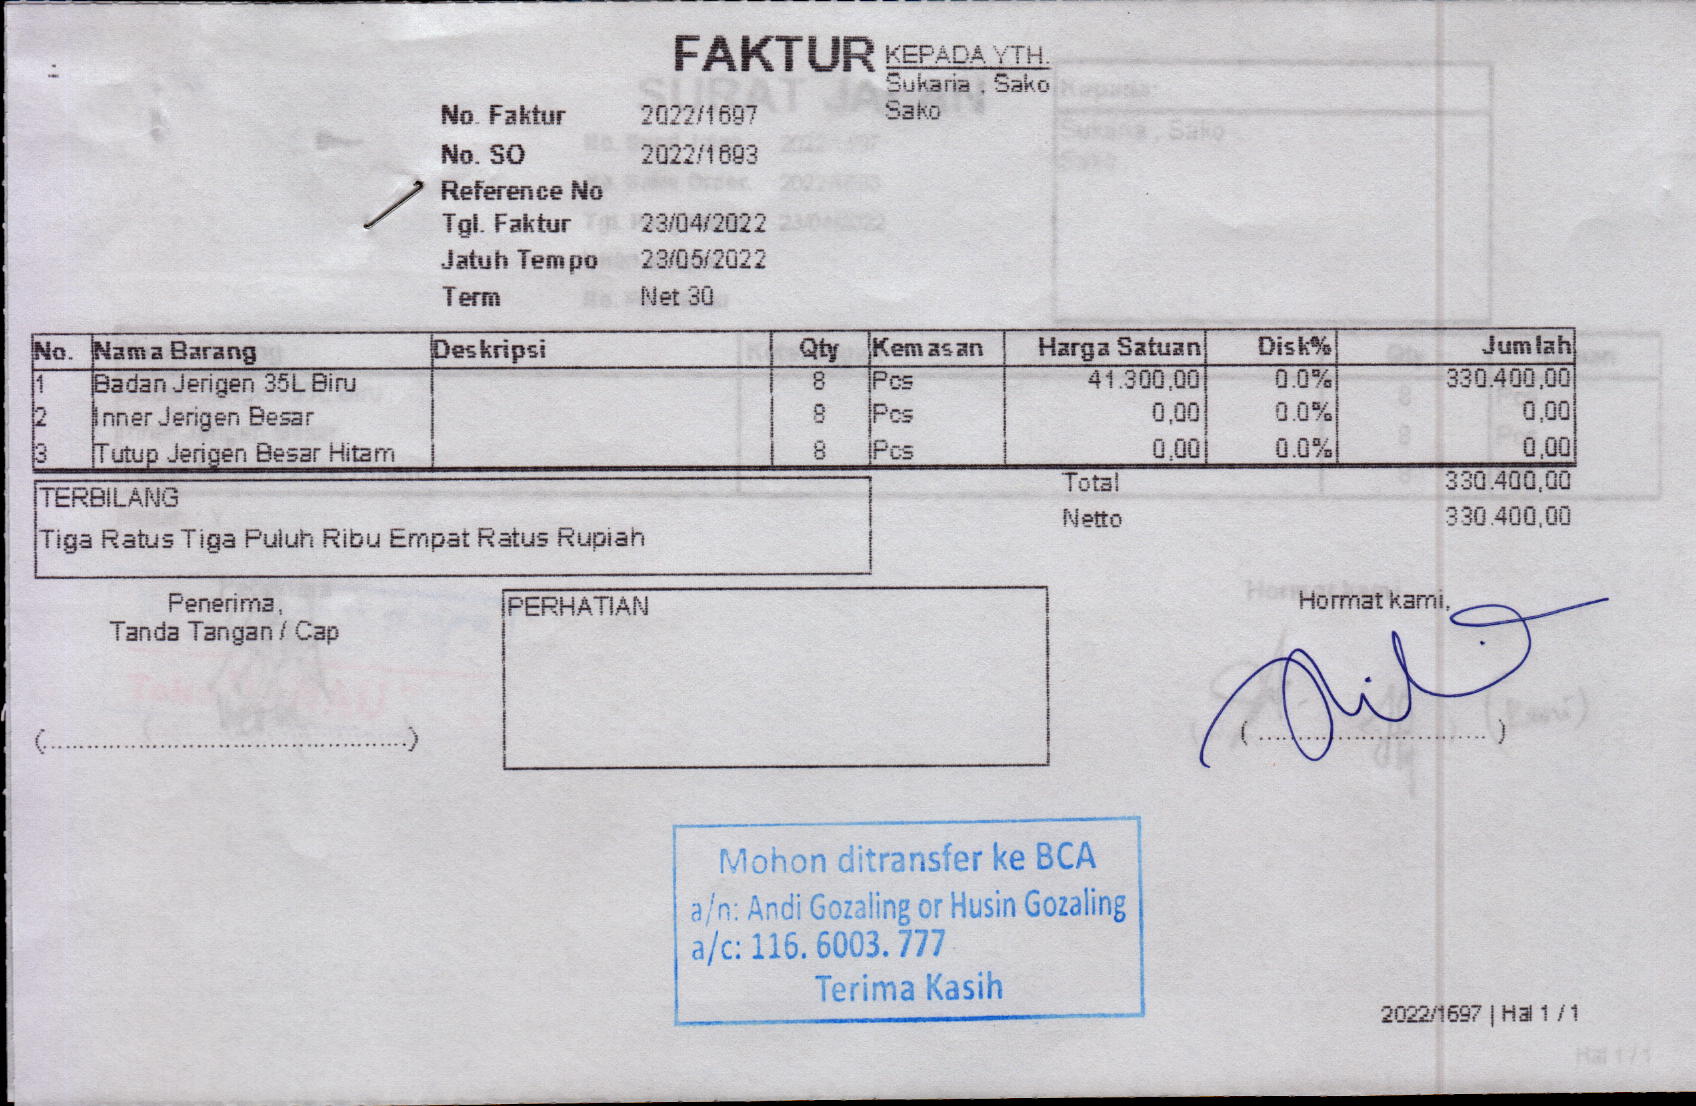 FAKTUR
KEPADA YTH.
Sukaria , Sako
Sako
No. Faktur 2022/1697
No. SO 2022/1693
Reference No
Tgl. Faktur 23/04/2022
Jatuh Tempo 23/05/2022
Term Net 30
No. Nama Barang Deskripsi Qty Kemasan Harga Satuan Disk% Jumlah
1 Badan Jerigen 35L Biru 8 Pcs 41.300,00 0.0% 330.400,00
2 Inner Jerigen Besar 8 Pcs 0,00 0.0% 0,00
3 Tutup Jerigen Besar Hitam 8 Pcs 0,00 0.0% 0,00
Total 330.400,00
Netto 330.400,00
TERBILANG
Tiga Ratus Tiga Puluh Ribu Empat Ratus Rupiah
Penerima,
Tanda Tangan / Cap
(................................................)
PERHATIAN
Hormat kami,
( ................................ )
Mohon ditransfer ke BCA
a/n: Andi Gozaling or Husin Gozaling
a/c: 116. 6003. 777
Terima Kasih
2022/1697 | Hal 1 / 1